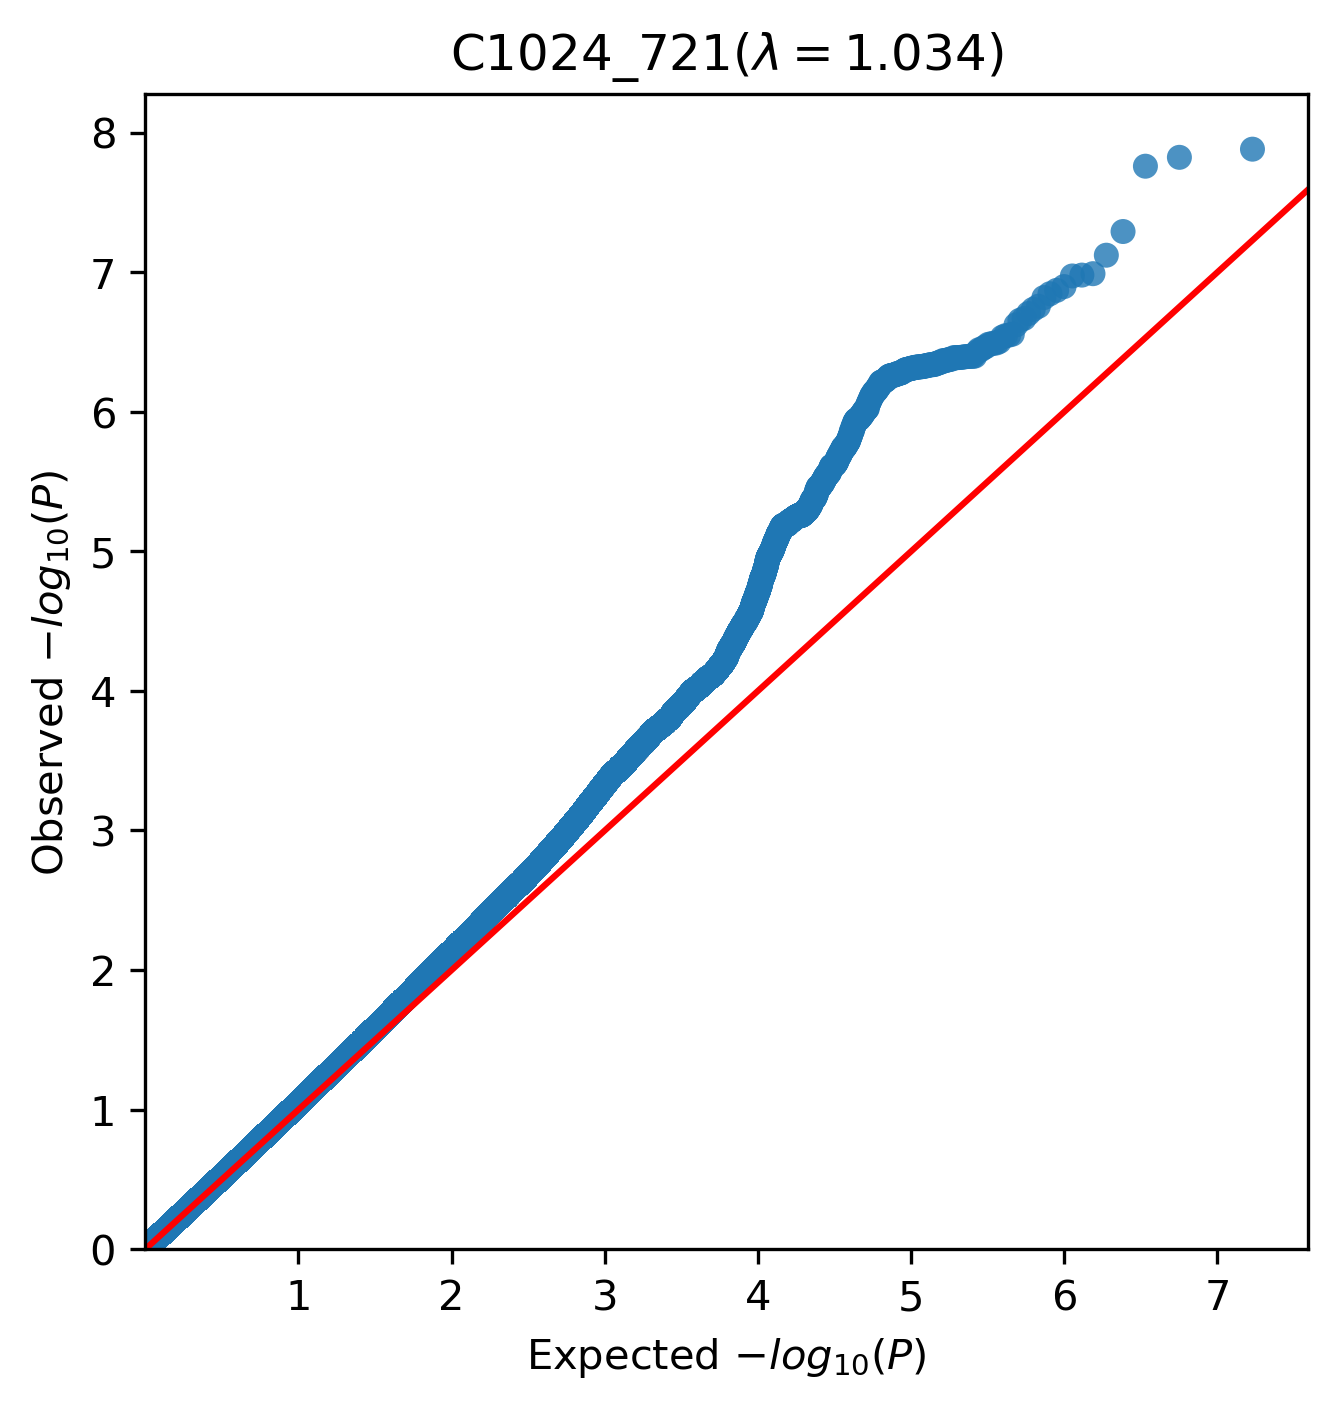 C1024_721(λ = 1.034)
Observed −log₁₀(P)
8
7
6
5
4
3
2
1
0
1 2 3 4 5 6 7
Expected −log₁₀(P)